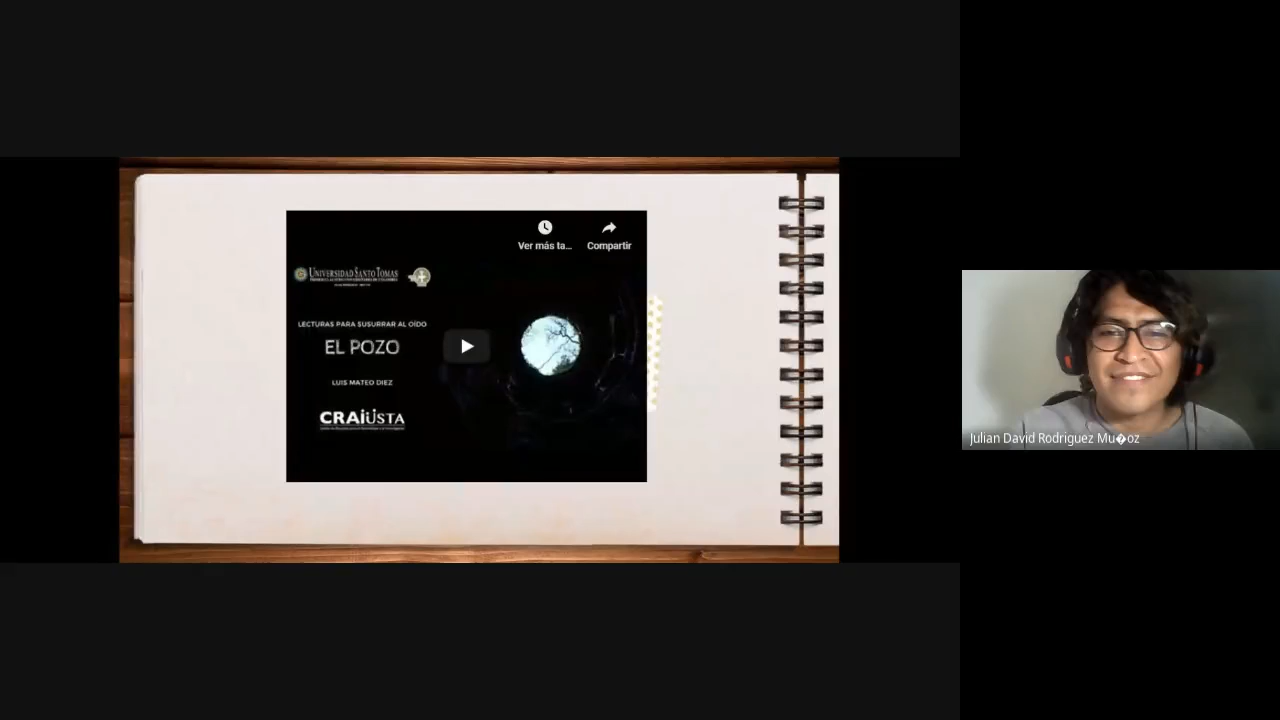 Ver más ta...
Compartir
UNIVERSIDAD SANTO TOMAS
LECTURAS PARA SUSURRAR AL OÍDO
EL POZO
LUIS MATEO DIEZ
CRAiUSTA
Julian David Rodriguez Mu�oz